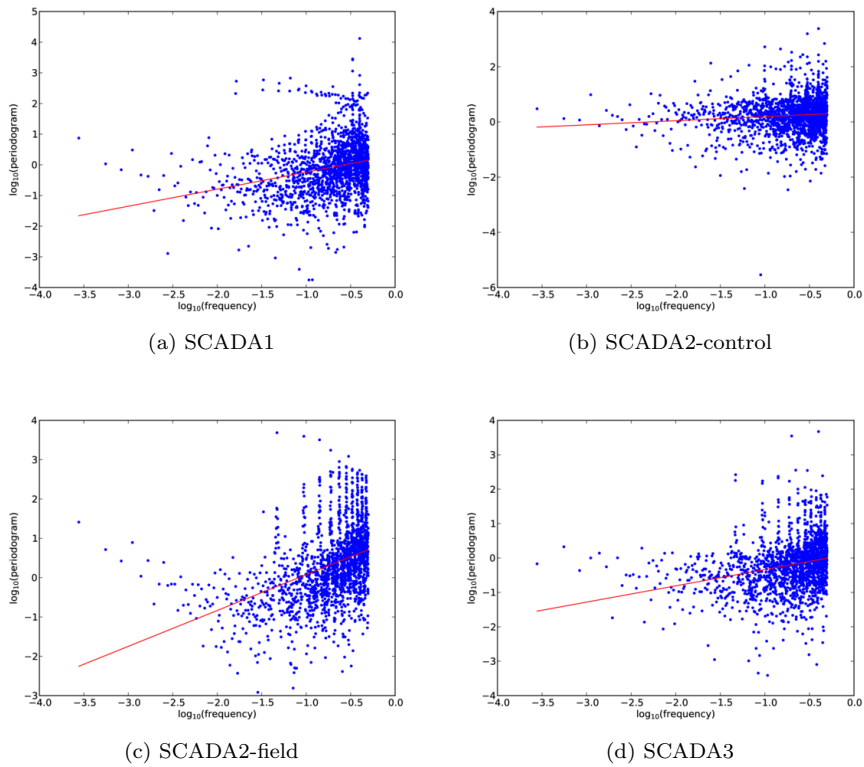 5
4
3
2
1
0
−1
−2
−3
−4
−4.0 −3.5 −3.0 −2.5 −2.0 −1.5 −1.0 −0.5 0.0
log10(periodogram)
log10(frequency)
(a) SCADA1
4
2
0
−2
−4
−6
−4.0 −3.5 −3.0 −2.5 −2.0 −1.5 −1.0 −0.5 0.0
log10(periodogram)
log10(frequency)
(b) SCADA2-control
4
3
2
1
0
−1
−2
−3
−4.0 −3.5 −3.0 −2.5 −2.0 −1.5 −1.0 −0.5 0.0
log10(periodogram)
log10(frequency)
(c) SCADA2-field
4
3
2
1
0
−1
−2
−3
−4
−4.0 −3.5 −3.0 −2.5 −2.0 −1.5 −1.0 −0.5 0.0
log10(periodogram)
log10(frequency)
(d) SCADA3